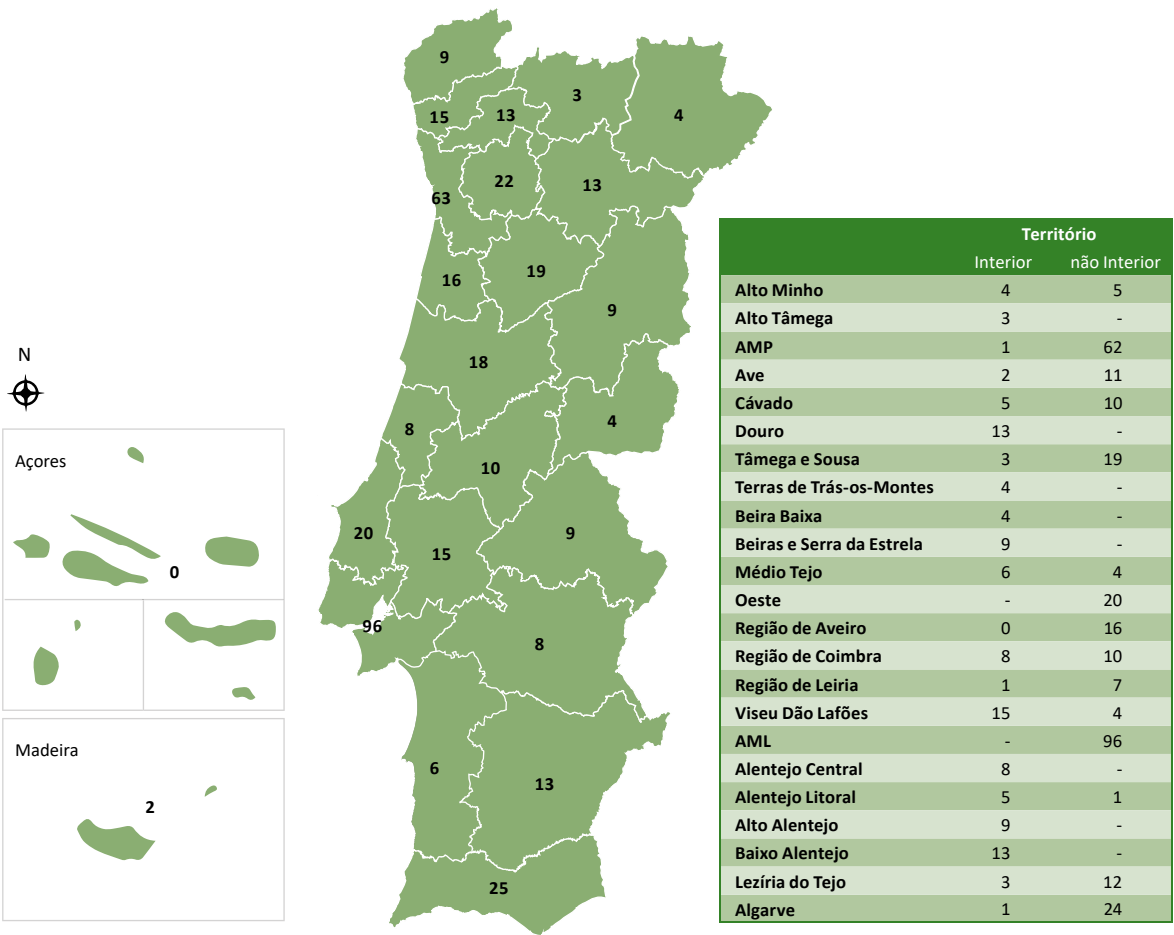 9
3
4
15
13
22
13
63
16
19
9
18
8
4
10
20
15
9
96
8
6
13
25
N
Açores
0
Madeira
2
Território
Interior não Interior
Alto Minho 4 5
Alto Tâmega 3 -
AMP 1 62
Ave 2 11
Cávado 5 10
Douro 13 -
Tâmega e Sousa 3 19
Terras de Trás-os-Montes 4 -
Beira Baixa 4 -
Beiras e Serra da Estrela 9 -
Médio Tejo 6 4
Oeste - 20
Região de Aveiro 0 16
Região de Coimbra 8 10
Região de Leiria 1 7
Viseu Dão Lafões 15 4
AML - 96
Alentejo Central 8 -
Alentejo Litoral 5 1
Alto Alentejo 9 -
Baixo Alentejo 13 -
Lezíria do Tejo 3 12
Algarve 1 24